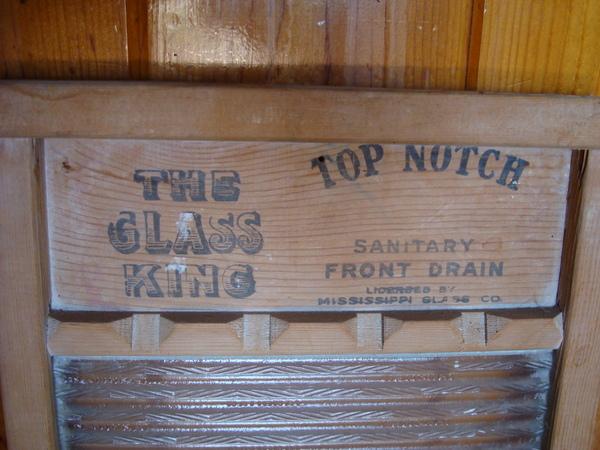 THE
GLASS
KING
TOP NOTCH
SANITARY
FRONT DRAIN
LICENSED BY
MISSISSIPPI GLASS CO.